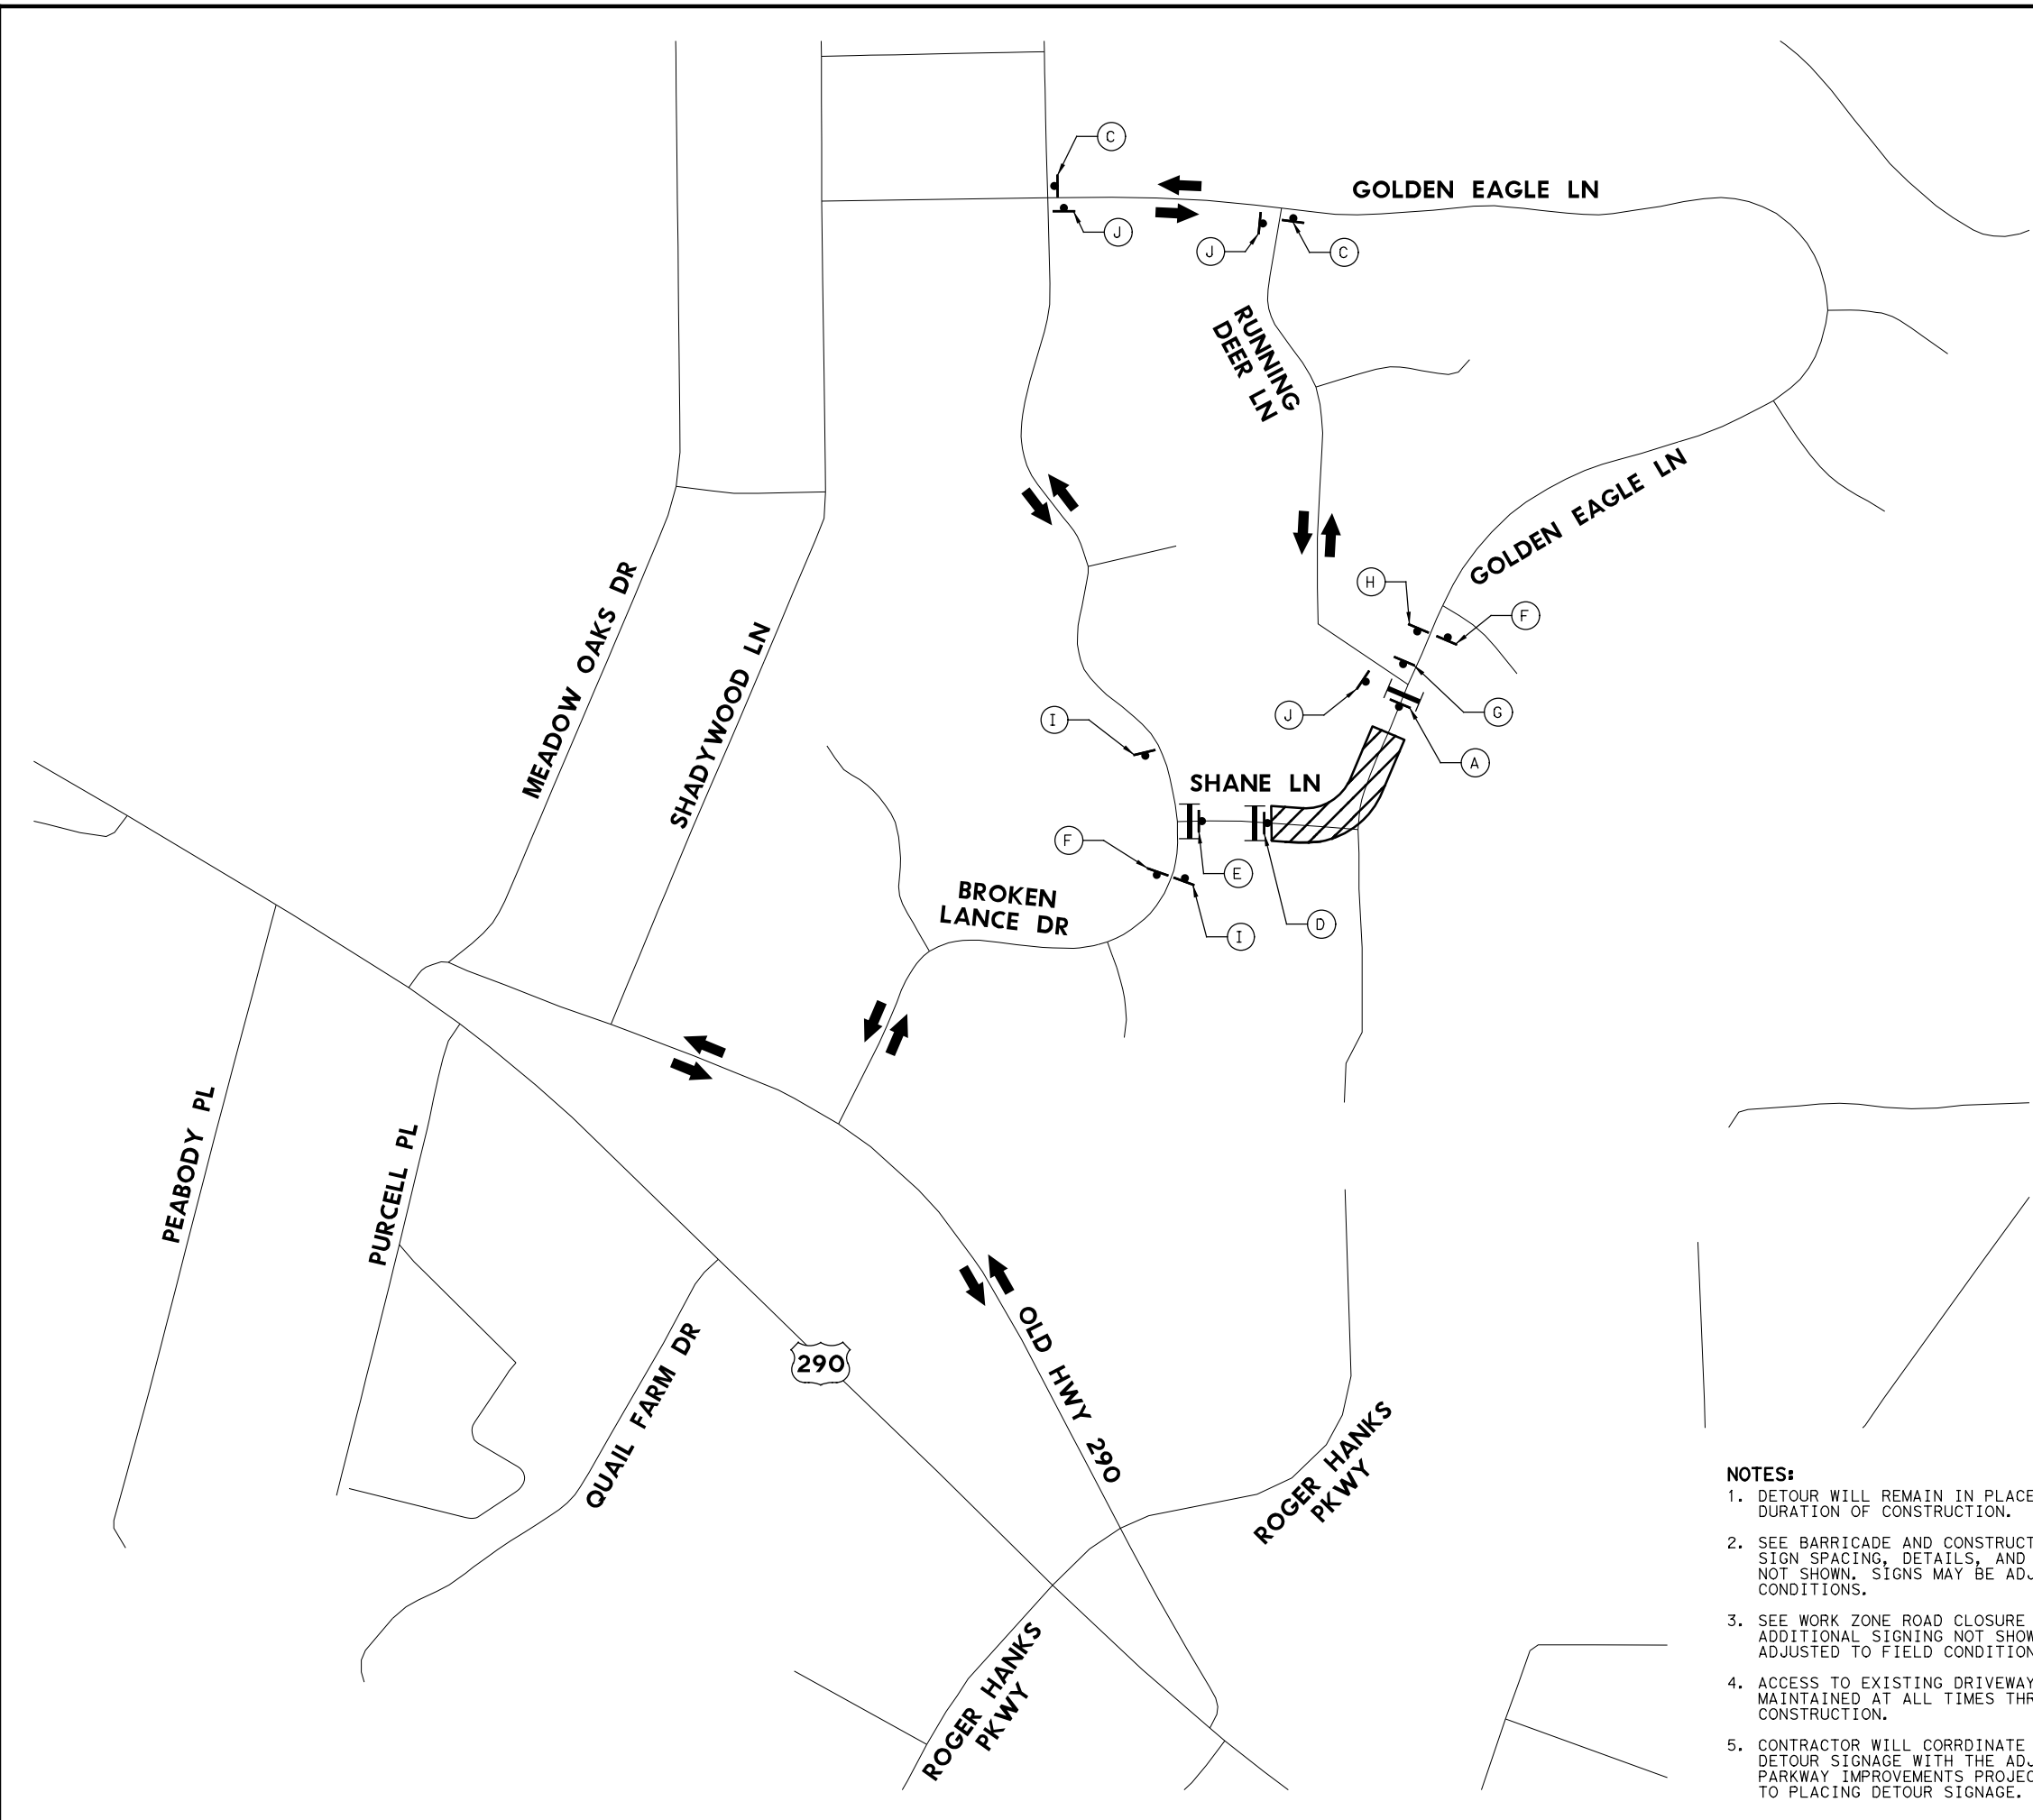 C
GOLDEN EAGLE LN
J
J
C
RUNNING
DEER LN
GOLDEN EAGLE LN
H
F
MEADOW OAKS DR
SHADYWOOD LN
I
J
G
A
SHANE LN
F
E
BROKEN
LANCE DR
I
D
PEABODY PL
PURCELL PL
QUAIL FARM DR
290
OLD HWY 290
ROGER HANKS
PKWY
ROGER HANKS
PKWY
NOTES:
1. DETOUR WILL REMAIN IN PLACE
DURATION OF CONSTRUCTION.
2. SEE BARRICADE AND CONSTRUCT
SIGN SPACING, DETAILS, AND
NOT SHOWN. SIGNS MAY BE ADJ
CONDITIONS.
3. SEE WORK ZONE ROAD CLOSURE
ADDITIONAL SIGNING NOT SHOW
ADJUSTED TO FIELD CONDITION
4. ACCESS TO EXISTING DRIVEWAY
MAINTAINED AT ALL TIMES THR
CONSTRUCTION.
5. CONTRACTOR WILL CORRDINATE
DETOUR SIGNAGE WITH THE ADJ
PARKWAY IMPROVEMENTS PROJEC
TO PLACING DETOUR SIGNAGE.